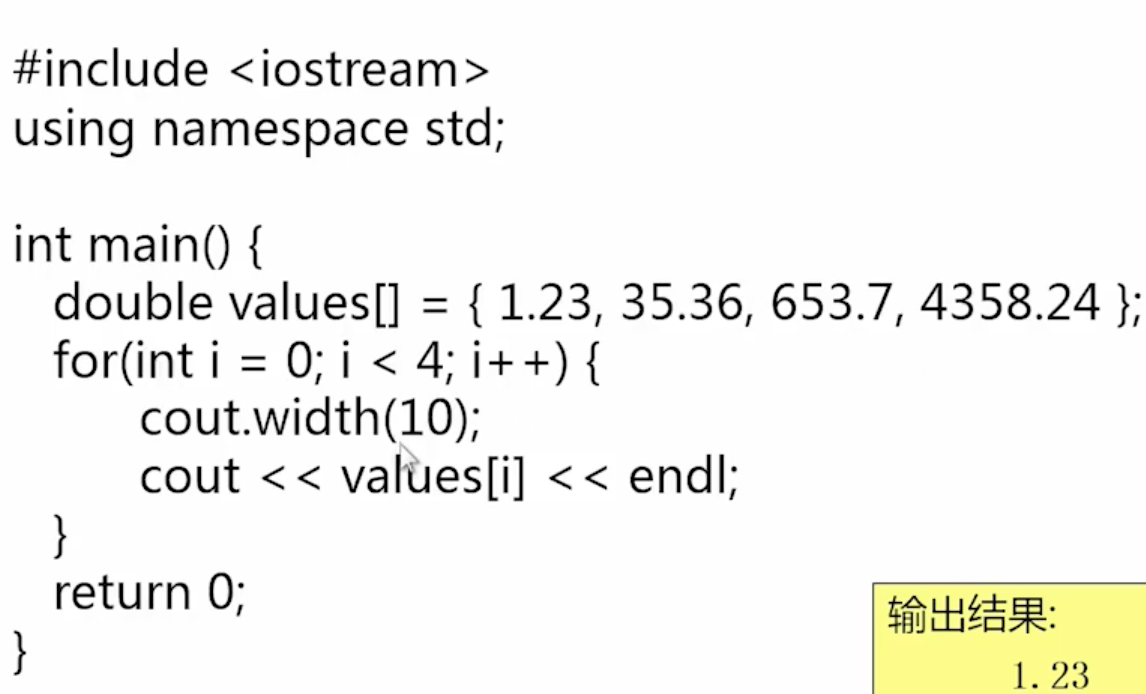 #include <iostream>
using namespace std;
int main() {
double values[] = { 1.23, 35.36, 653.7, 4358.24 };
for(int i = 0; i < 4; i++) {
cout.width(10);
cout << values[i] << endl;
}
return 0;
}
输出结果:
1.23